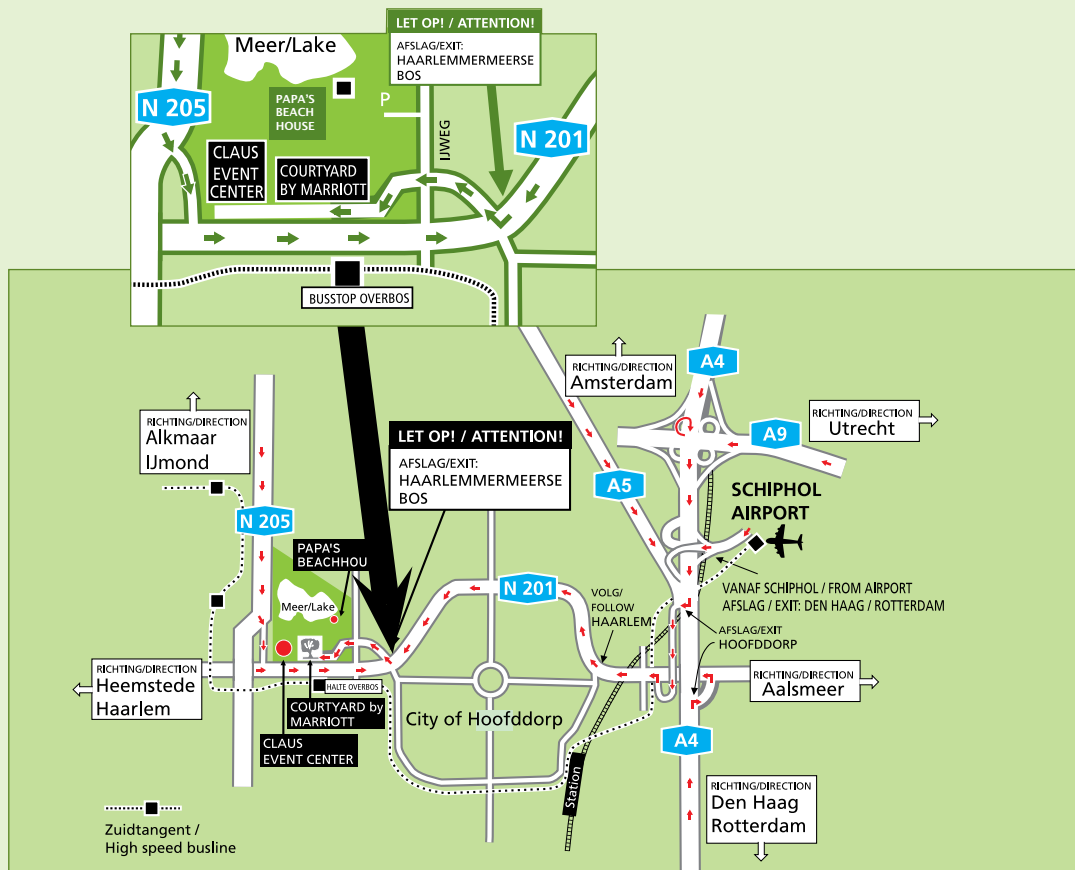 LET OP! / ATTENTION!
AFSLAG/EXIT:
HAARLEMMERMEERSE
BOS
Meer/Lake
N 205
PAPA'S
BEACH
HOUSE
P
IJWEG
N 201
CLAUS
EVENT
CENTER
COURTYARD
BY MARRIOTT
BUSSTOP OVERBOS
RICHTING/DIRECTION
Amsterdam
A4
RICHTING/DIRECTION
Utrecht
A9
RICHTING/DIRECTION
Alkmaar
IJmond
LET OP! / ATTENTION!
AFSLAG/EXIT:
HAARLEMMERMEERSE
BOS
A5
SCHIPHOL
AIRPORT
N 205
PAPA'S
BEACHHOU
Meer/Lake
N 201
VOLG/
FOLLOW
HAARLEM
VANAF SCHIPHOL / FROM AIRPORT
AFSLAG / EXIT: DEN HAAG / ROTTERDAM
AFSLAG/EXIT
HOOFDDORP
RICHTING/DIRECTION
Heemstede
Haarlem
HALTE OVERBOS
COURTYARD by
MARRIOTT
CLAUS
EVENT CENTER
City of Hoofddorp
RICHTING/DIRECTION
Aalsmeer
A4
Station
RICHTING/DIRECTION
Den Haag
Rotterdam
Zuidtangent /
High speed busline